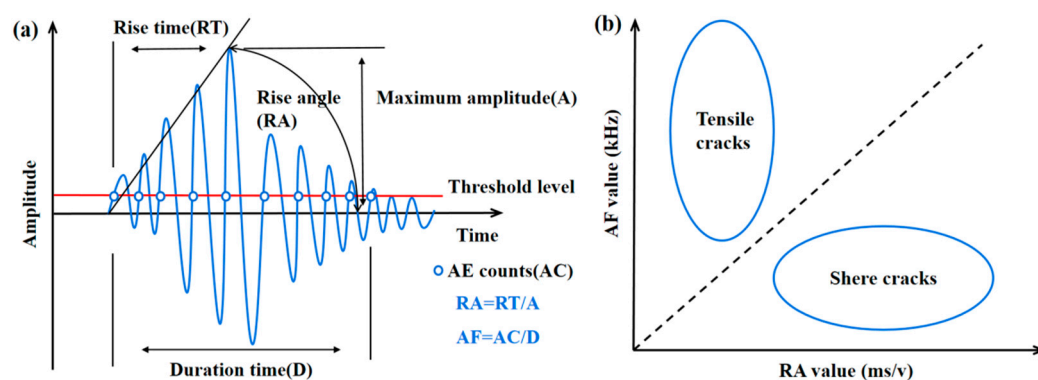 (a)
Rise time(RT)
Amplitude
Rise angle
(RA)
Maximum amplitude(A)
Threshold level
Time
AE counts(AC)
RA=RT/A
AF=AC/D
Duration time(D)
(b)
AF value (kHz)
Tensile
cracks
Shere cracks
RA value (ms/v)